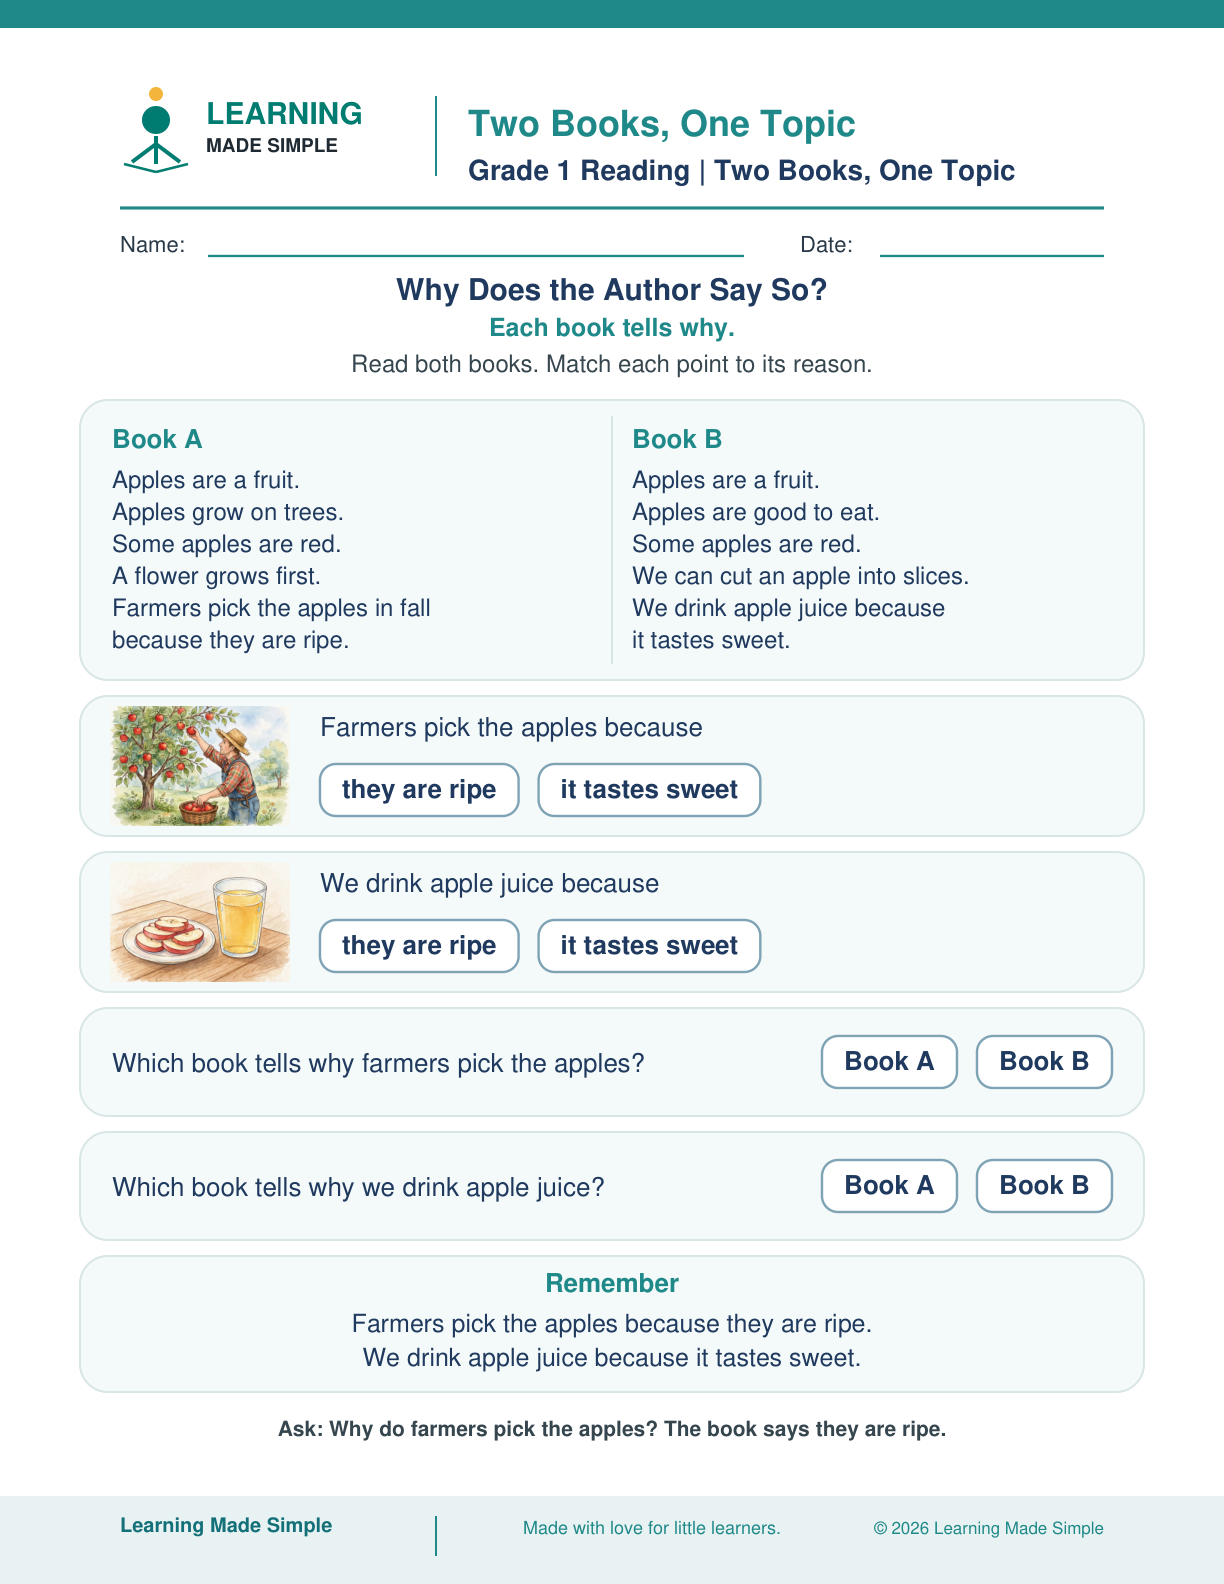 LEARNING
MADE SIMPLE
Two Books, One Topic
Grade 1 Reading | Two Books, One Topic
Name:
Date:
Why Does the Author Say So?
Each book tells why.
Read both books. Match each point to its reason.
Book A
Apples are a fruit.
Apples grow on trees.
Some apples are red.
A flower grows first.
Farmers pick the apples in fall
because they are ripe.
Book B
Apples are a fruit.
Apples are good to eat.
Some apples are red.
We can cut an apple into slices.
We drink apple juice because
it tastes sweet.
Farmers pick the apples because
they are ripe
it tastes sweet
We drink apple juice because
they are ripe
it tastes sweet
Which book tells why farmers pick the apples?
Book A
Book B
Which book tells why we drink apple juice?
Book A
Book B
Remember
Farmers pick the apples because they are ripe.
We drink apple juice because it tastes sweet.
Ask: Why do farmers pick the apples? The book says they are ripe.
Learning Made Simple
Made with love for little learners.
© 2026 Learning Made Simple